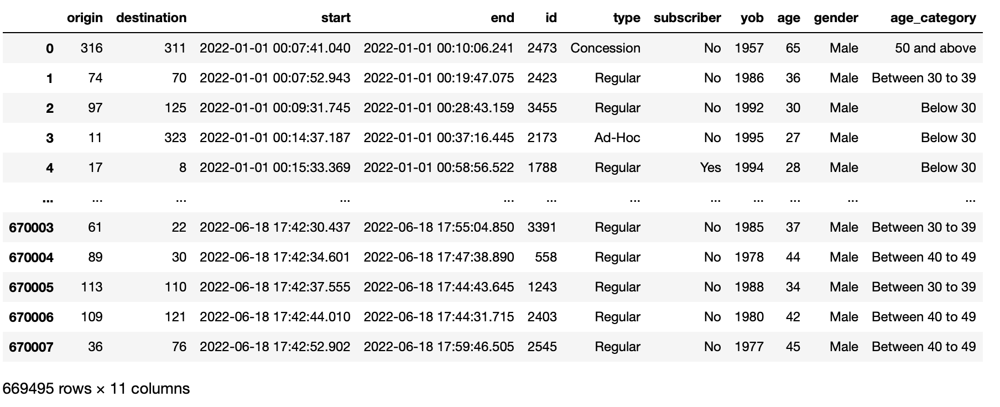 origin destination start end id type subscriber yob age gender age_category
0 316 311 2022-01-01 00:07:41.040 2022-01-01 00:10:06.241 2473 Concession No 1957 65 Male 50 and above
1 74 70 2022-01-01 00:07:52.943 2022-01-01 00:19:47.075 2423 Regular No 1986 36 Male Between 30 to 39
2 97 125 2022-01-01 00:09:31.745 2022-01-01 00:28:43.159 3455 Regular No 1992 30 Male Below 30
3 11 323 2022-01-01 00:14:37.187 2022-01-01 00:37:16.445 2173 Ad-Hoc No 1995 27 Male Below 30
4 17 8 2022-01-01 00:15:33.369 2022-01-01 00:58:56.522 1788 Regular Yes 1994 28 Male Below 30
... ... ... ... ... ... ... ... ... ... ... ...
670003 61 22 2022-06-18 17:42:30.437 2022-06-18 17:55:04.850 3391 Regular No 1985 37 Male Between 30 to 39
670004 89 30 2022-06-18 17:42:34.601 2022-06-18 17:47:38.890 558 Regular No 1978 44 Male Between 40 to 49
670005 113 110 2022-06-18 17:42:37.555 2022-06-18 17:44:43.645 1243 Regular No 1988 34 Male Between 30 to 39
670006 109 121 2022-06-18 17:42:44.010 2022-06-18 17:44:31.715 2403 Regular No 1980 42 Male Between 40 to 49
670007 36 76 2022-06-18 17:42:52.902 2022-06-18 17:59:46.505 2545 Regular No 1977 45 Male Between 40 to 49
669495 rows × 11 columns